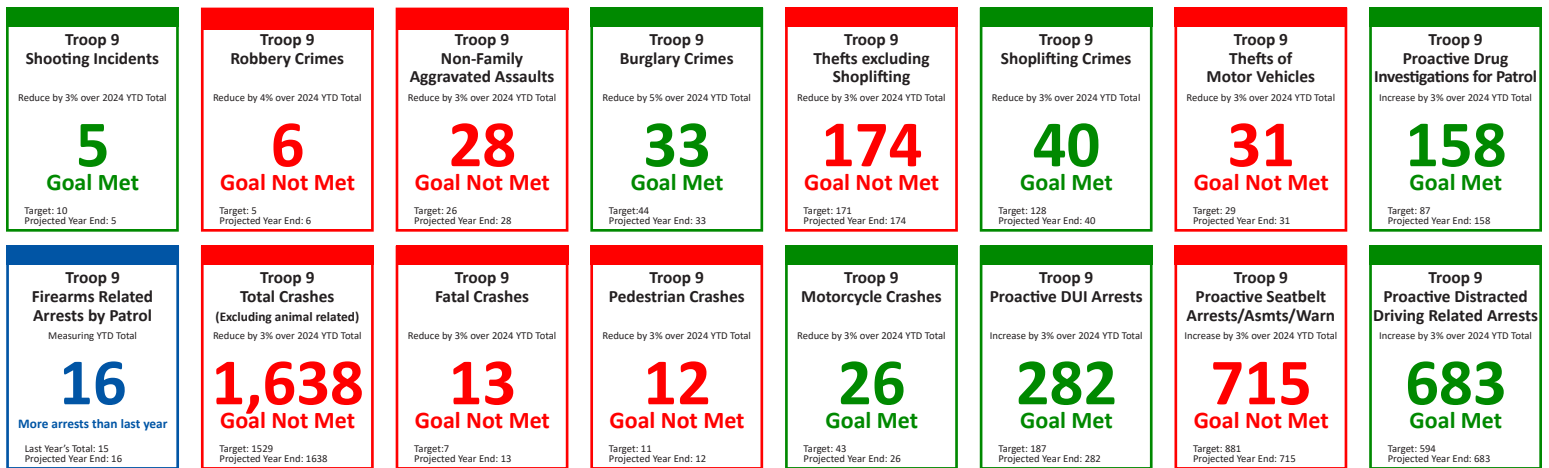 Troop 9
Shooting Incidents
Reduce by 3% over 2024 YTD Total
5
Goal Met
Target: 10
Projected Year End: 5
Troop 9
Robbery Crimes
Reduce by 4% over 2024 YTD Total
6
Goal Not Met
Target: 5
Projected Year End: 6
Troop 9
Non-Family
Aggravated Assaults
Reduce by 3% over 2024 YTD Total
28
Goal Not Met
Target: 26
Projected Year End: 28
Troop 9
Burglary Crimes
Reduce by 5% over 2024 YTD Total
33
Goal Met
Target:44
Projected Year End: 33
Troop 9
Thefts excluding
Shoplifting
Reduce by 3% over 2024 YTD Total
174
Goal Not Met
Target: 171
Projected Year End: 174
Troop 9
Shoplifting Crimes
Reduce by 3% over 2024 YTD Total
40
Goal Met
Target: 128
Projected Year End: 40
Troop 9
Thefts of
Motor Vehicles
Reduce by 3% over 2024 YTD Total
31
Goal Not Met
Target: 29
Projected Year End: 31
Troop 9
Proactive Drug
Investigations for Patrol
Increase by 3% over 2024 YTD Total
158
Goal Met
Target: 87
Projected Year End: 158
Troop 9
Firearms Related
Arrests by Patrol
Measuring YTD Total
16
More arrests than last year
Last Year's Total: 15
Projected Year End: 16
Troop 9
Total Crashes
(Excluding animal related)
Reduce by 3% over 2024 YTD Total
1,638
Goal Not Met
Target: 1529
Projected Year End: 1638
Troop 9
Fatal Crashes
Reduce by 3% over 2024 YTD Total
13
Goal Not Met
Target:7
Projected Year End: 13
Troop 9
Pedestrian Crashes
Reduce by 3% over 2024 YTD Total
12
Goal Not Met
Target: 11
Projected Year End: 12
Troop 9
Motorcycle Crashes
Reduce by 3% over 2024 YTD Total
26
Goal Met
Target: 43
Projected Year End: 26
Troop 9
Proactive DUI Arrests
Increase by 3% over 2024 YTD Total
282
Goal Met
Target: 187
Projected Year End: 282
Troop 9
Proactive Seatbelt
Arrests/Asmts/Warn
Increase by 3% over 2024 YTD Total
715
Goal Not Met
Target: 881
Projected Year End: 715
Troop 9
Proactive Distracted
Driving Related Arrests
Increase by 3% over 2024 YTD Total
683
Goal Met
Target: 594
Projected Year End: 683